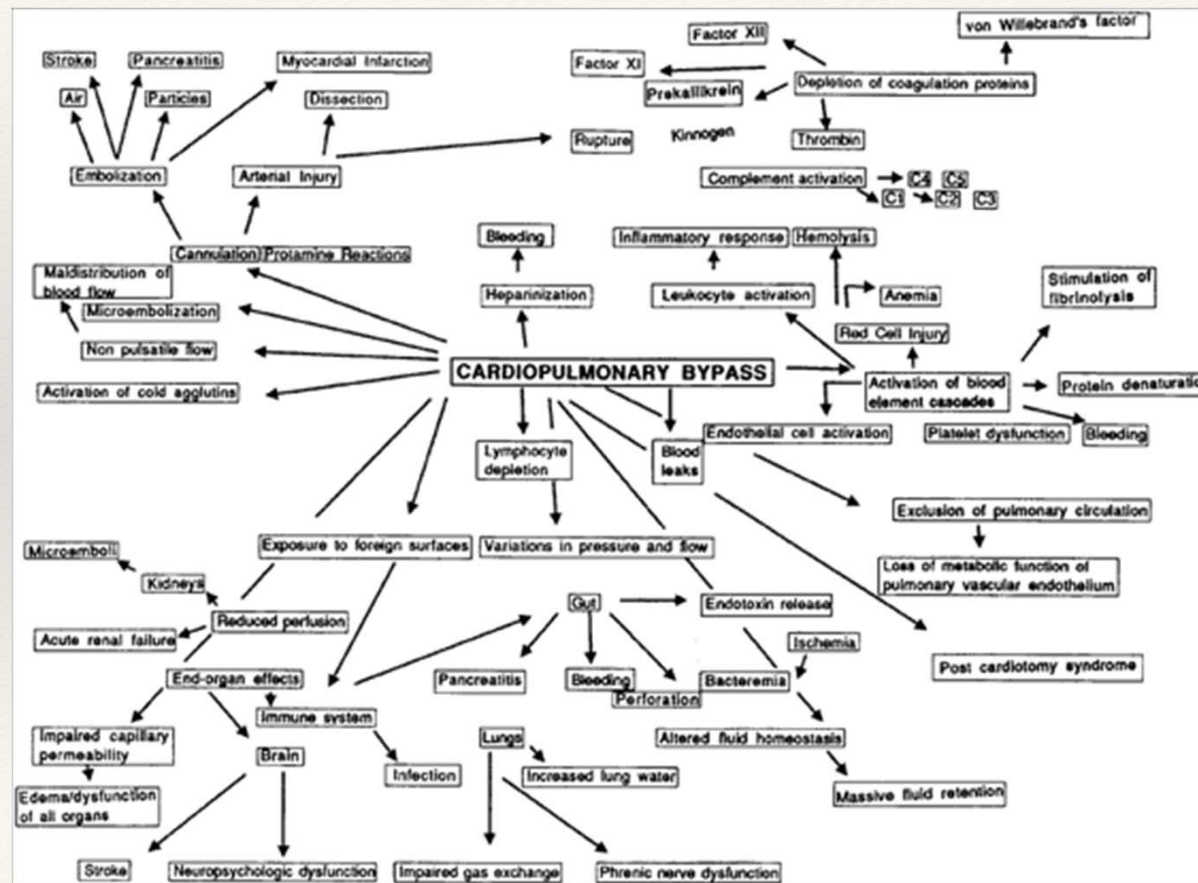 von Willebrand's factor
Factor XII
Stroke
Pancreatitis
Myocardial Infarction
Factor XI
Depletion of coagulation proteins
Air
Particles
Dissection
Prekallikrein
Rupture
Kinnogen
Thrombin
Embolization
Arterial Injury
Complement activation
C4
C5
C1
C2
C3
Cannulation
Protamine Reactions
Bleeding
Inflammatory response
Hemolysis
Maldistribution of
blood flow
Heparinization
Leukocyte activation
Anemia
Stimulation of
fibrinolysis
Microembolization
Red Cell Injury
Non pulsatile flow
CARDIOPULMONARY BYPASS
Activation of blood
element cascades
Protein denaturatio
Activation of cold agglutins
Endothelial cell activation
Platelet dysfunction
Bleeding
Lymphocyte
depletion
Blood
leaks
Exclusion of pulmonary circulation
Exposure to foreign surfaces
Variations in pressure and flow
Microemboli
Loss of metabolic function of
pulmonary vascular endothelium
Kidneys
Gut
Endotoxin release
Reduced perfusion
Acute renal failure
Ischemia
Post cardiotomy syndrome
End-organ effects
Pancreatitis
Bleeding
Bacteremia
Perforation
Immune system
Impaired capillary
permeability
Lungs
Altered fluid homeostasis
Brain
Infection
Increased lung water
Edema/dysfunction
of all organs
Massive fluid retention
Stroke
Neuropsychologic dysfunction
Impaired gas exchange
Phrenic nerve dysfunction